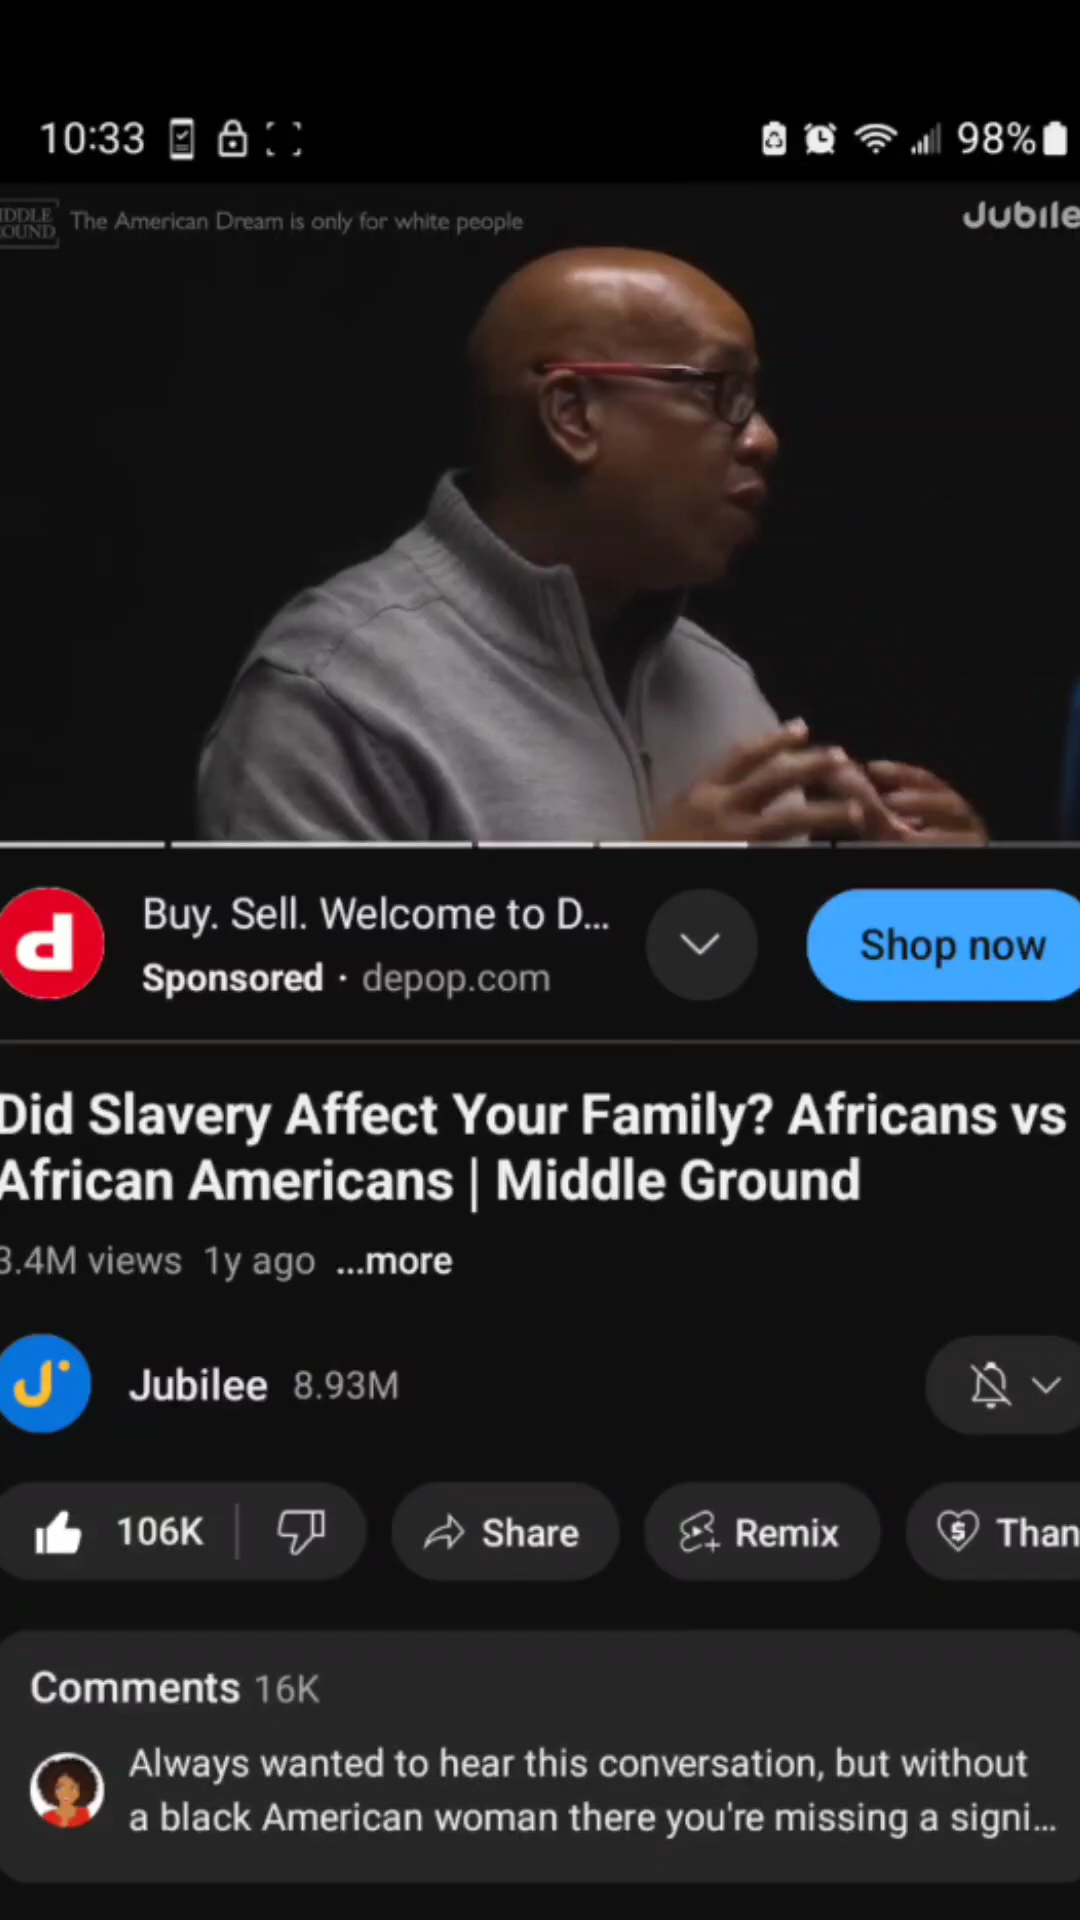 10:33
98%
IDDLE
OUND
The American Dream is only for white people
Jubile
d
Buy. Sell. Welcome to D...
Sponsored · depop.com
Shop now
Did Slavery Affect Your Family? Africans vs
African Americans | Middle Ground
3.4M views 1y ago ...more
J
Jubilee 8.93M
106K
Share
Remix
Than
Comments 16K
Always wanted to hear this conversation, but without
a black American woman there you're missing a signi...